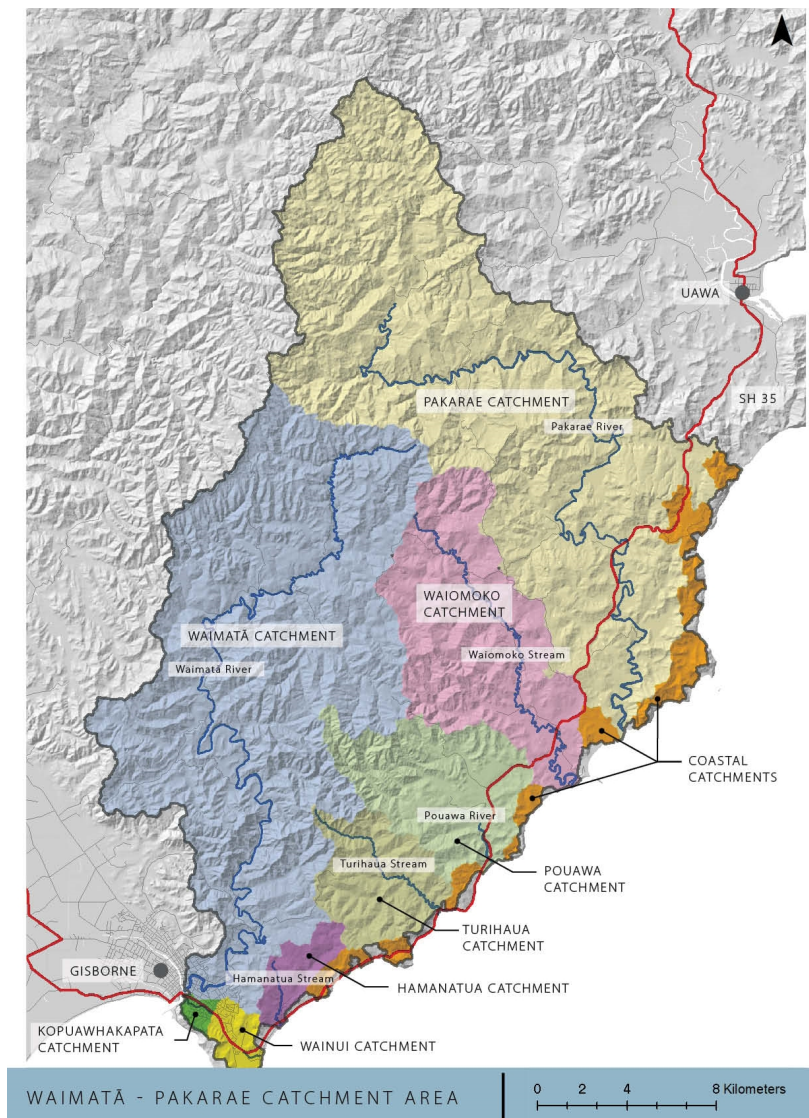 UAWA
SH 35
PAKARAE CATCHMENT
Pakarae River
WAIOMOKO
CATCHMENT
WAIMATĀ CATCHMENT
Waiomoko Stream
Waimatā River
COASTAL
CATCHMENTS
Pouawa River
Turihaua Stream
POUAWA
CATCHMENT
TURIHAUA
CATCHMENT
GISBORNE
Hamanatua Stream
HAMANATUA CATCHMENT
KOPUAWHAKAPATA
CATCHMENT
WAINUI CATCHMENT
WAIMATĀ - PAKARAE CATCHMENT AREA
0 2 4 8 Kilometers